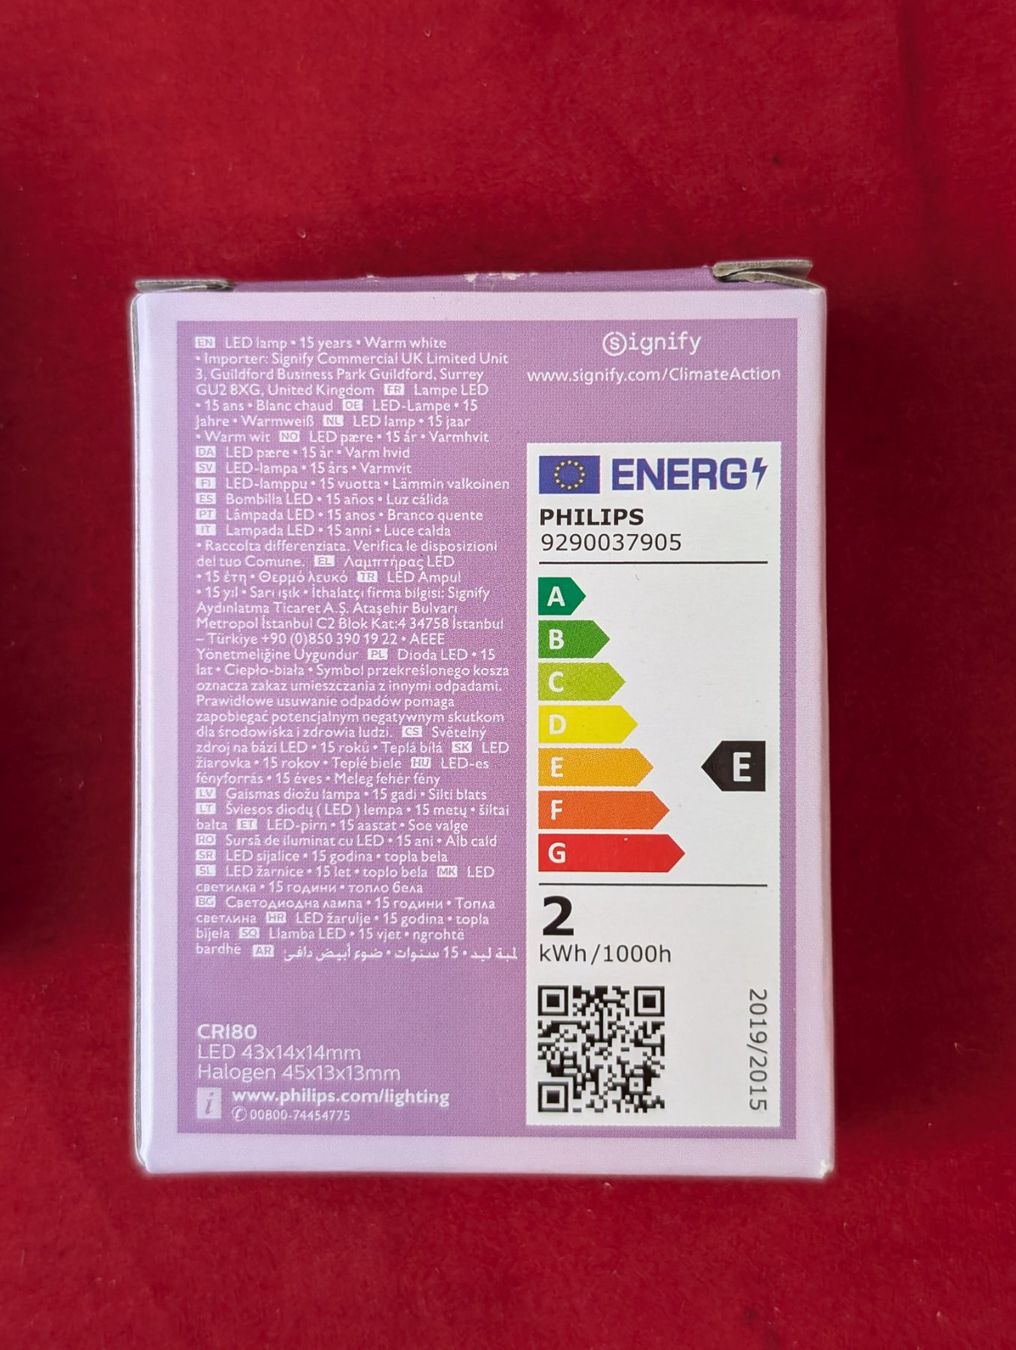 EN LED lamp • 15 years • Warm white
• Importer: Signify Commercial UK Limited Unit
3, Guildford Business Park Guildford, Surrey
GU2 8XG, United Kingdom FR Lampe LED
• 15 ans • Blanc chaud DE LED-Lampe • 15
Jahre • Warmweiß NL LED lamp • 15 jaar
• Warm wit NO LED pære • 15 år • Varmhvit
DA LED pære • 15 år • Varm hvid
SV LED-lampa • 15 års • Varmvit
FI LED-lamppu • 15 vuotta • Lämmin valkoinen
ES Bombilla LED • 15 años • Luz cálida
PT Lâmpada LED • 15 anos • Branco quente
IT Lampada LED • 15 anni • Luce calda
• Raccolta differenziata. Verifica le disposizioni
del tuo Comune. EL Λαμπτήρας LED
• 15 έτη • Θερμό λευκό TR LED Ampul
• 15 yıl • Sarı ışık • İthalatçı firma bilgisi: Signify
Aydınlatma Ticaret A.Ş. Ataşehir Bulvarı
Metropol İstanbul C2 Blok Kat:4 34758 İstanbul
– Türkiye +90 (0)850 390 19 22 • AEEE
Yönetmeliğine Uygundur PL Dioda LED • 15
lat • Ciepło-biała • Symbol przekreślonego kosza
oznacza zakaz umieszczania z innymi odpadami.
Prawidłowe usuwanie odpadów pomaga
zapobiegać potencjalnym negatywnym skutkom
dla środowiska i zdrowia ludzi. CS Světelný
zdroj na bázi LED • 15 roků • Teplá bílá SK LED
žiarovka • 15 rokov • Teplé biele HU LED-es
fényforrás • 15 éves • Meleg fehér fény
LV Gaismas diožu lampa • 15 gadi • Silti balts
LT Šviesos diodų ( LED ) lempa • 15 metų • šiltai
balta ET LED-pirn • 15 aastat • Soe valge
RO Sursă de iluminat cu LED • 15 ani • Alb cald
SR LED sijalice • 15 godina • topla bela
SL LED žarnice • 15 let • toplo bela MK LED
светилка • 15 години • топло бела
BG Светодиодна лампа • 15 години • Топла
светлина HR LED žarulje • 15 godina • topla
bijela SQ Llamba LED • 15 vjet • ngrohtë
bardhë AR لمبة ليد • 15 سنوات • ضوء أبيض دافئ
CRI80
LED 43x14x14mm
Halogen 45x13x13mm
i www.philips.com/lighting
✆ 00800-74454775
Signify
www.signify.com/ClimateAction
ENERG
PHILIPS
9290037905
A
B
C
D
E
E
F
G
2
kWh/1000h
2019/2015